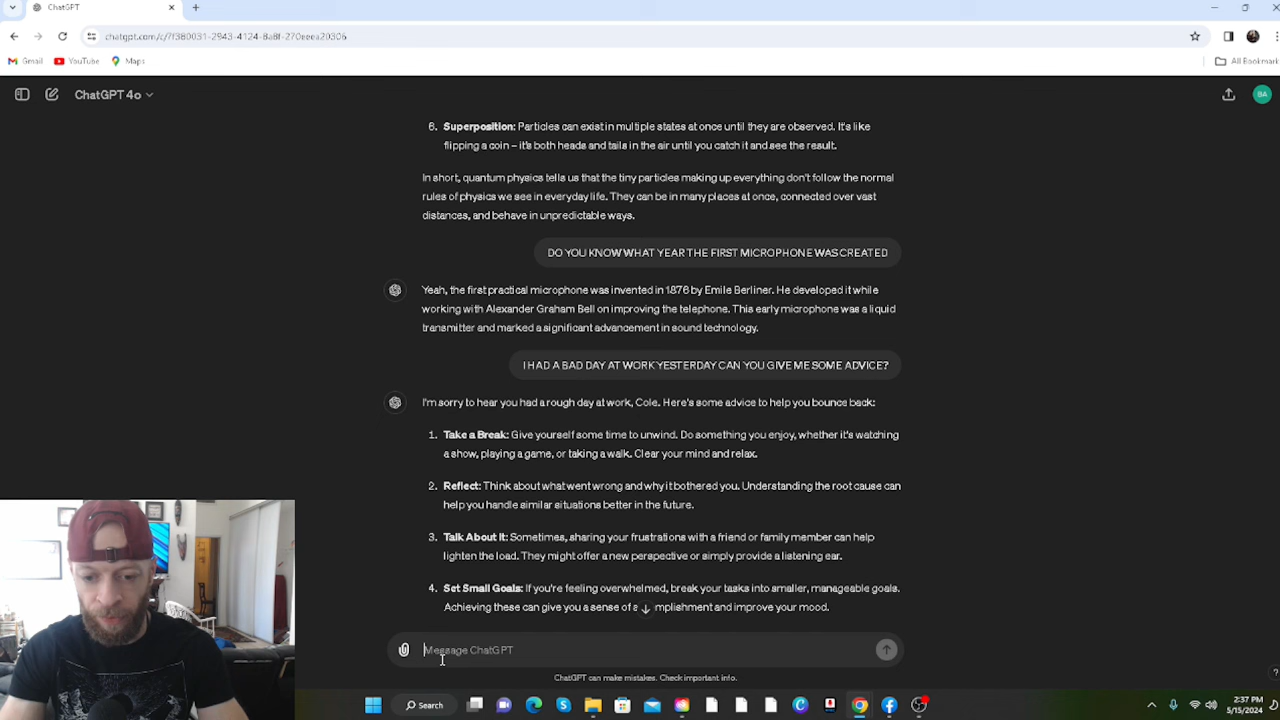 ChatGPT
chatgpt.com/c/7f380031-2943-4124-8a8f-270eeea20306
Gmail YouTube Maps All Bookmark
ChatGPT 4o BA
6. Superposition: Particles can exist in multiple states at once until they are observed. It's like
flipping a coin – it's both heads and tails in the air until you catch it and see the result.
In short, quantum physics tells us that the tiny particles making up everything don't follow the normal
rules of physics we see in everyday life. They can be in many places at once, connected over vast
distances, and behave in unpredictable ways.
DO YOU KNOW WHAT YEAR THE FIRST MICROPHONE WAS CREATED
Yeah, the first practical microphone was invented in 1876 by Emile Berliner. He developed it while
working with Alexander Graham Bell on improving the telephone. This early microphone was a liquid
transmitter and marked a significant advancement in sound technology.
I HAD A BAD DAY AT WORK YESTERDAY CAN YOU GIVE ME SOME ADVICE?
I'm sorry to hear you had a rough day at work, Cole. Here's some advice to help you bounce back:
1. Take a Break: Give yourself some time to unwind. Do something you enjoy, whether it's watching
a show, playing a game, or taking a walk. Clear your mind and relax.
2. Reflect: Think about what went wrong and why it bothered you. Understanding the root cause can
help you handle similar situations better in the future.
3. Talk About It: Sometimes, sharing your frustrations with a friend or family member can help
lighten the load. They might offer a new perspective or simply provide a listening ear.
4. Set Small Goals: If you're feeling overwhelmed, break your tasks into smaller, manageable goals.
Achieving these can give you a sense of a mplishment and improve your mood.
Message ChatGPT
ChatGPT can make mistakes. Check important info.
?
Search
2:37 PM
5/15/2024